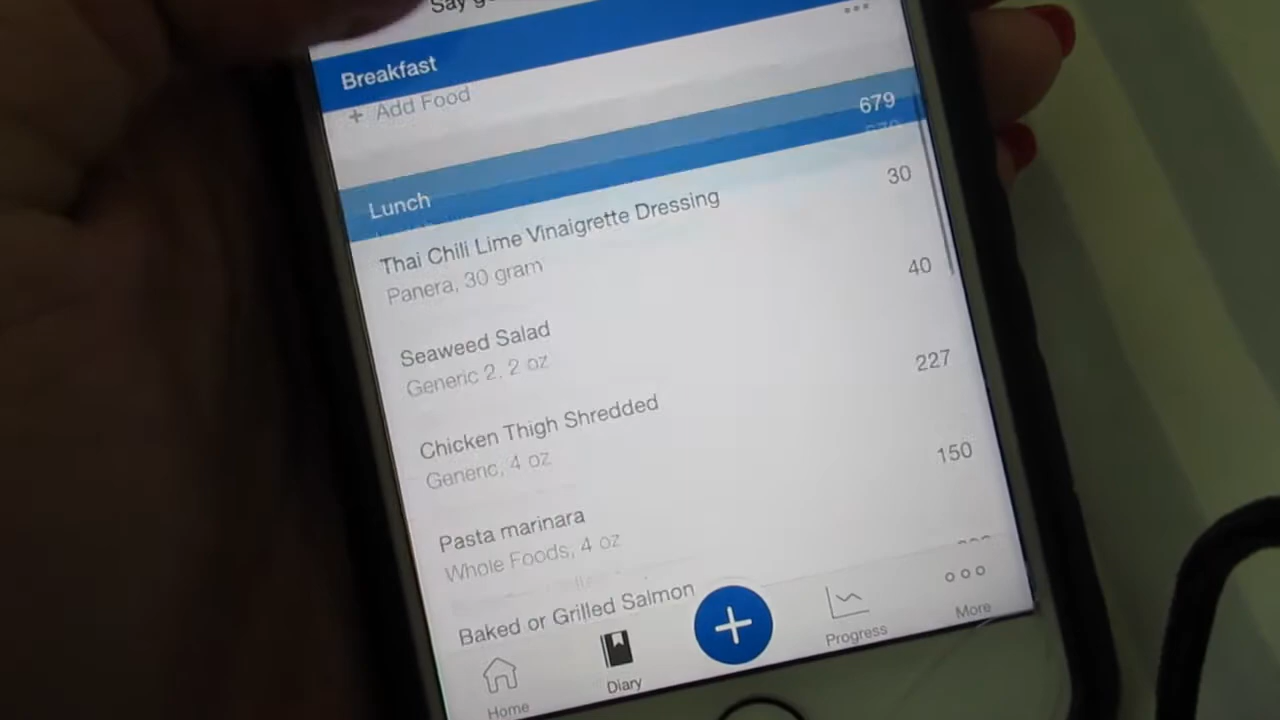 Say
Breakfast
+ Add Food
Lunch 679
Thai Chili Lime Vinaigrette Dressing 30
Panera, 30 gram
Seaweed Salad 40
Generic 2. 2 oz
Chicken Thigh Shredded 227
Generic, 4 oz
Pasta marinara 150
Whole Foods, 4 oz
Baked or Grilled Salmon
Home Diary + Progress More